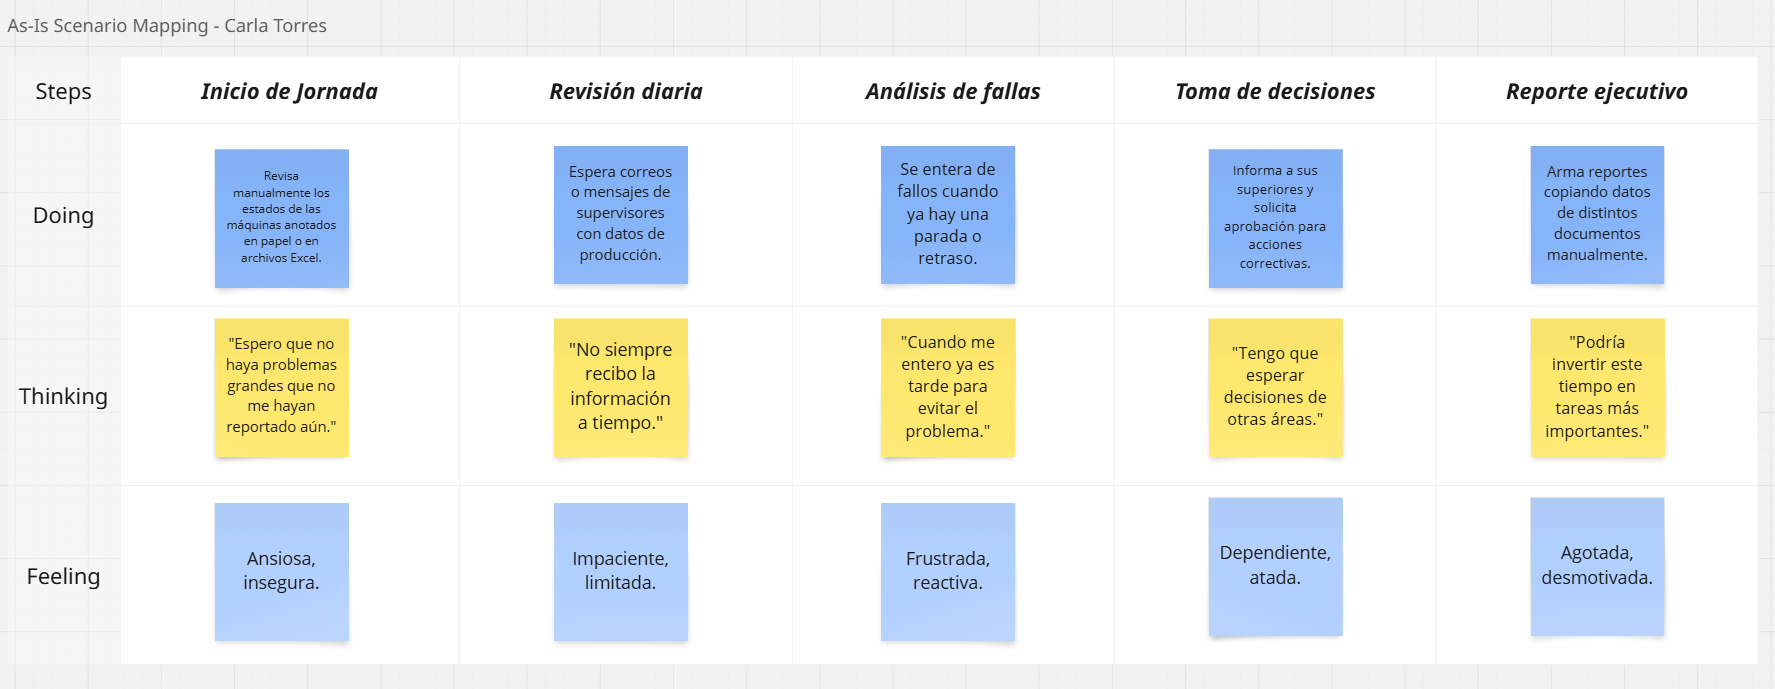 As-Is Scenario Mapping - Carla Torres
Steps
Inicio de Jornada
Revisión diaria
Análisis de fallas
Toma de decisiones
Reporte ejecutivo
Doing
Revisa
manualmente los
estados de las
máquinas anotados
en papel o en
archivos Excel.
Espera correos
o mensajes de
supervisores
con datos de
producción.
Se entera de
fallos cuando
ya hay una
parada o
retraso.
Informa a sus
superiores y
solicita
aprobación para
acciones
correctivas.
Arma reportes
copiando datos
de distintos
documentos
manualmente.
Thinking
"Espero que no
haya problemas
grandes que no
me hayan
reportado aún."
"No siempre
recibo la
información
a tiempo."
"Cuando me
entero ya es
tarde para
evitar el
problema."
"Tengo que
esperar
decisiones de
otras áreas."
"Podría
invertir este
tiempo en
tareas más
importantes."
Feeling
Ansiosa,
insegura.
Impaciente,
limitada.
Frustrada,
reactiva.
Dependiente,
atada.
Agotada,
desmotivada.